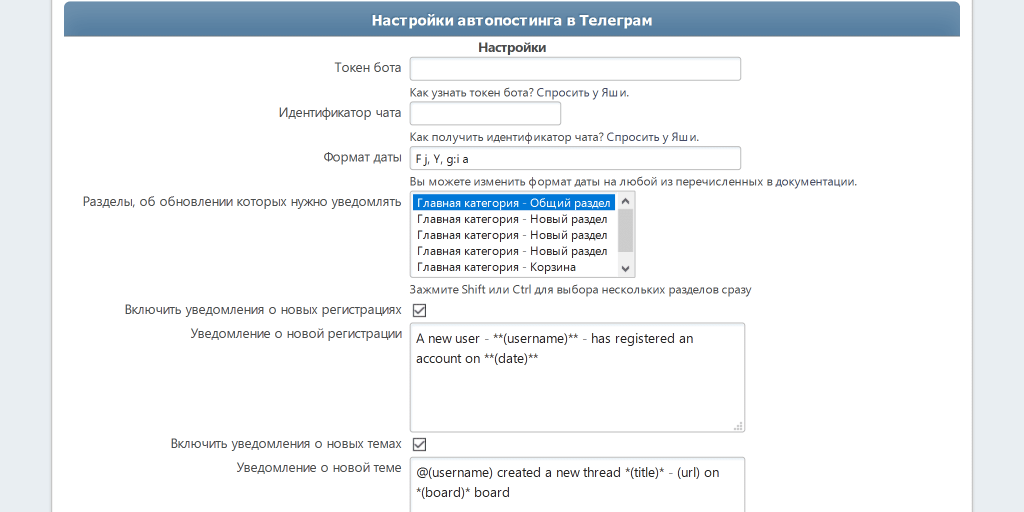 Настройки автопостинга в Телеграм
Настройки
Токен бота
Как узнать токен бота? Спросить у Яши.
Идентификатор чата
Как получить идентификатор чата? Спросить у Яши.
Формат даты
F j, Y, g:i a
Вы можете изменить формат даты на любой из перечисленных в документации.
Разделы, об обновлении которых нужно уведомлять
Главная категория - Общий раздел
Главная категория - Новый раздел
Главная категория - Новый раздел
Главная категория - Новый раздел
Главная категория - Корзина
Зажмите Shift или Ctrl для выбора нескольких разделов сразу
Включить уведомления о новых регистрациях
Уведомление о новой регистрации
A new user - **(username)** - has registered an
account on **(date)**
Включить уведомления о новых темах
Уведомление о новой теме
@(username) created a new thread *(title)* - (url) on
*(board)* board